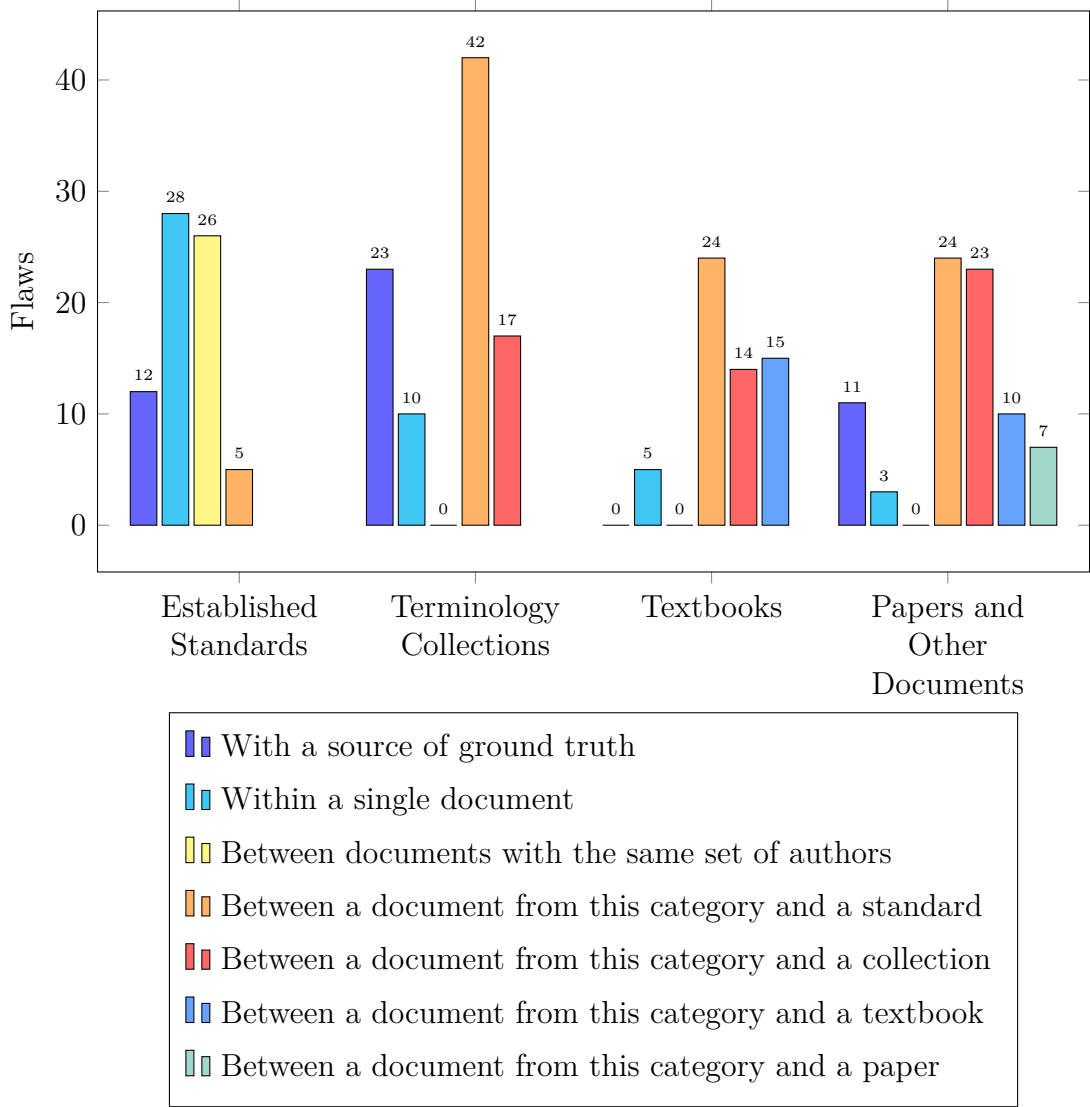 42
40
30
28
26
24
24
23
23
20
17
15
14
12
11
10
10
10
7
5
5
3
0
0
0
0
0
Flaws
Established
Standards
Terminology
Collections
Textbooks
Papers and
Other
Documents
With a source of ground truth
Within a single document
Between documents with the same set of authors
Between a document from this category and a standard
Between a document from this category and a collection
Between a document from this category and a textbook
Between a document from this category and a paper